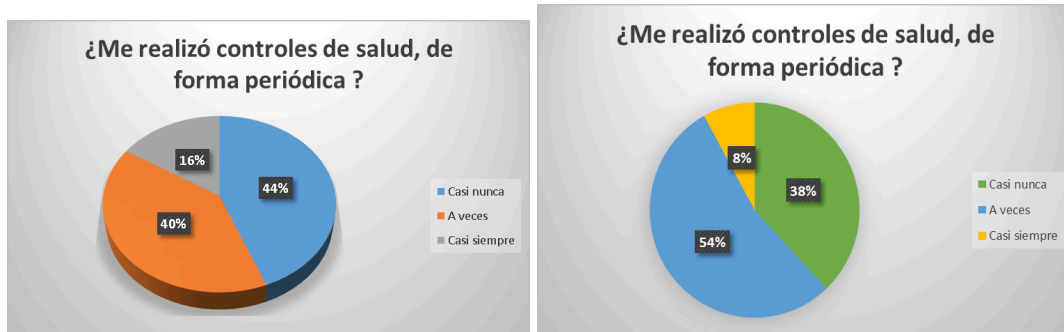 ¿Me realizó controles de salud, de
forma periódica ?
16%
44%
40%
Casi nunca
A veces
Casi siempre
¿Me realizó controles de salud, de
forma periódica ?
8%
38%
54%
Casi nunca
A veces
Casi siempre